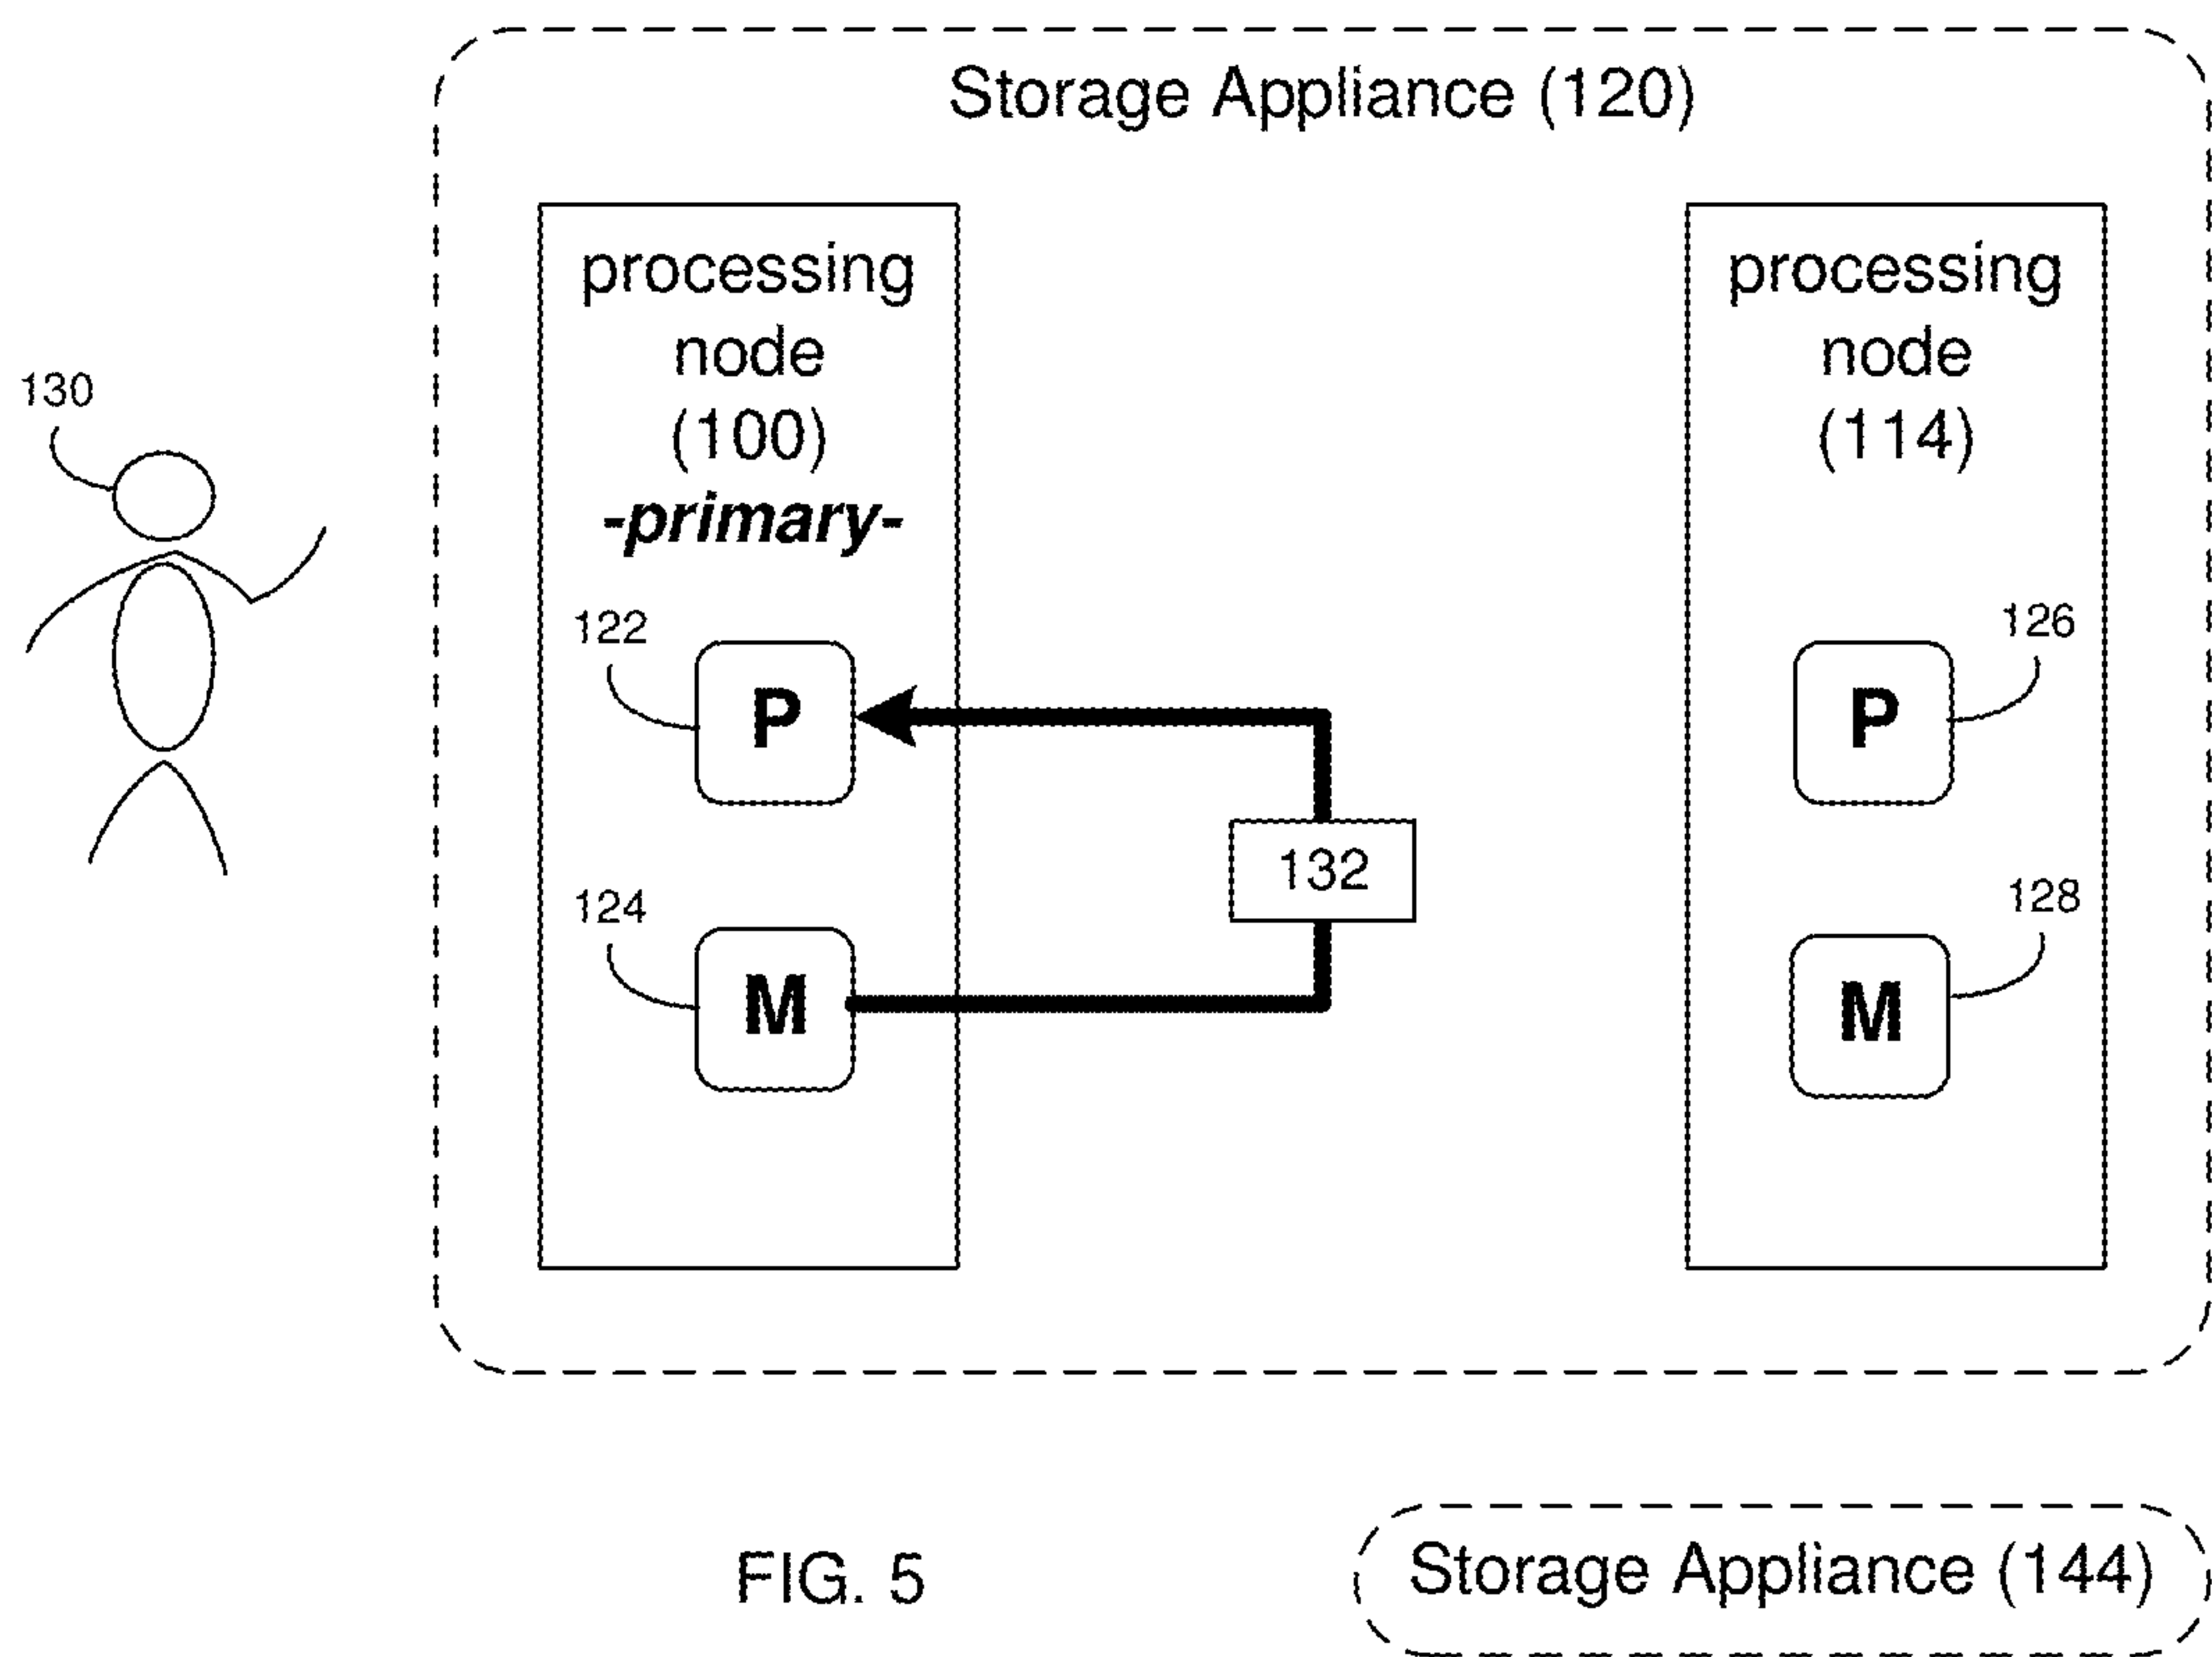 Storage Appliance (120)
processing
node
(100)
-primary-
processing
node
(114)
130
122
P
126
P
132
124
M
128
M
FIG. 5
Storage Appliance (144)